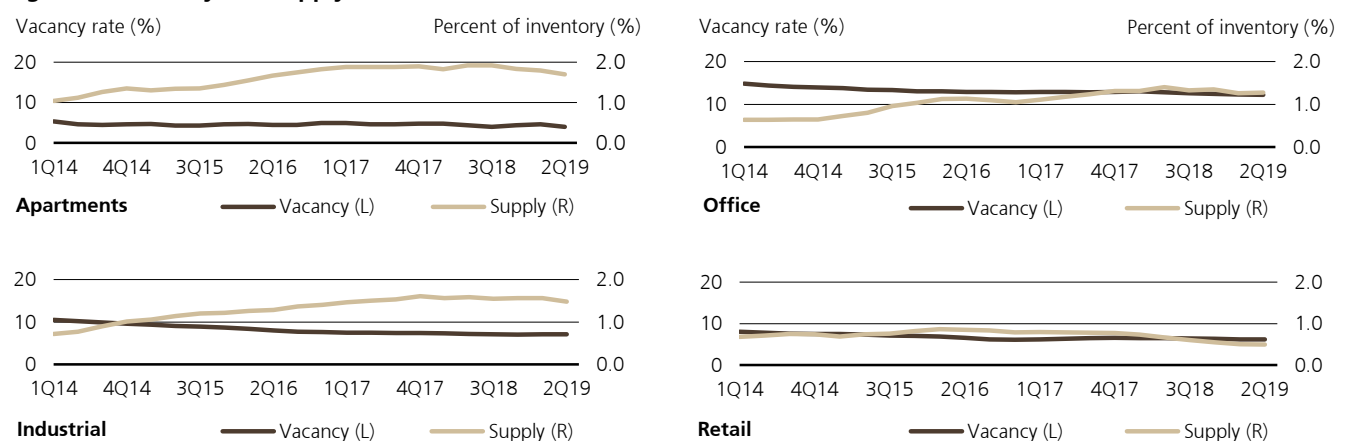 Vacancy rate (%) Percent of inventory (%)
20 2.0
10 1.0
0 0.0
1Q14 4Q14 3Q15 2Q16 1Q17 4Q17 3Q18 2Q19
Apartments Vacancy (L) Supply (R)
Vacancy rate (%) Percent of inventory (%)
20 2.0
10 1.0
0 0.0
1Q14 4Q14 3Q15 2Q16 1Q17 4Q17 3Q18 2Q19
Office Vacancy (L) Supply (R)
20 2.0
10 1.0
0 0.0
1Q14 4Q14 3Q15 2Q16 1Q17 4Q17 3Q18 2Q19
Industrial Vacancy (L) Supply (R)
20 2.0
10 1.0
0 0.0
1Q14 4Q14 3Q15 2Q16 1Q17 4Q17 3Q18 2Q19
Retail Vacancy (L) Supply (R)